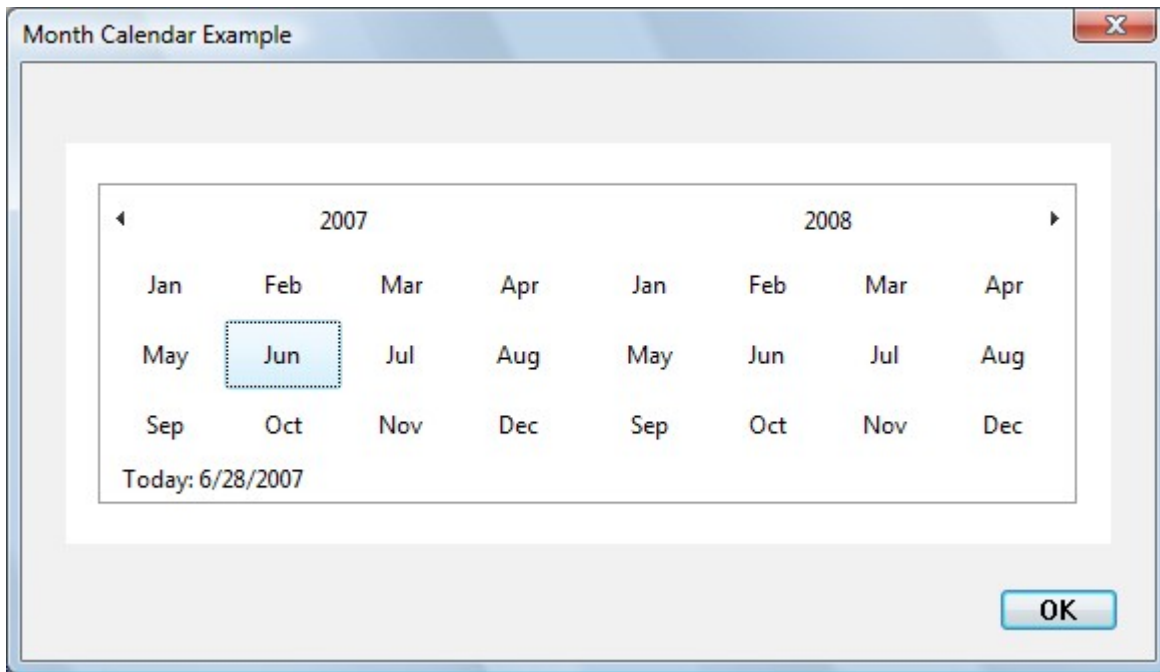 Month Calendar Example
2007 2008
Jan Feb Mar Apr Jan Feb Mar Apr
May Jun Jul Aug May Jun Jul Aug
Sep Oct Nov Dec Sep Oct Nov Dec
Today: 6/28/2007
OK